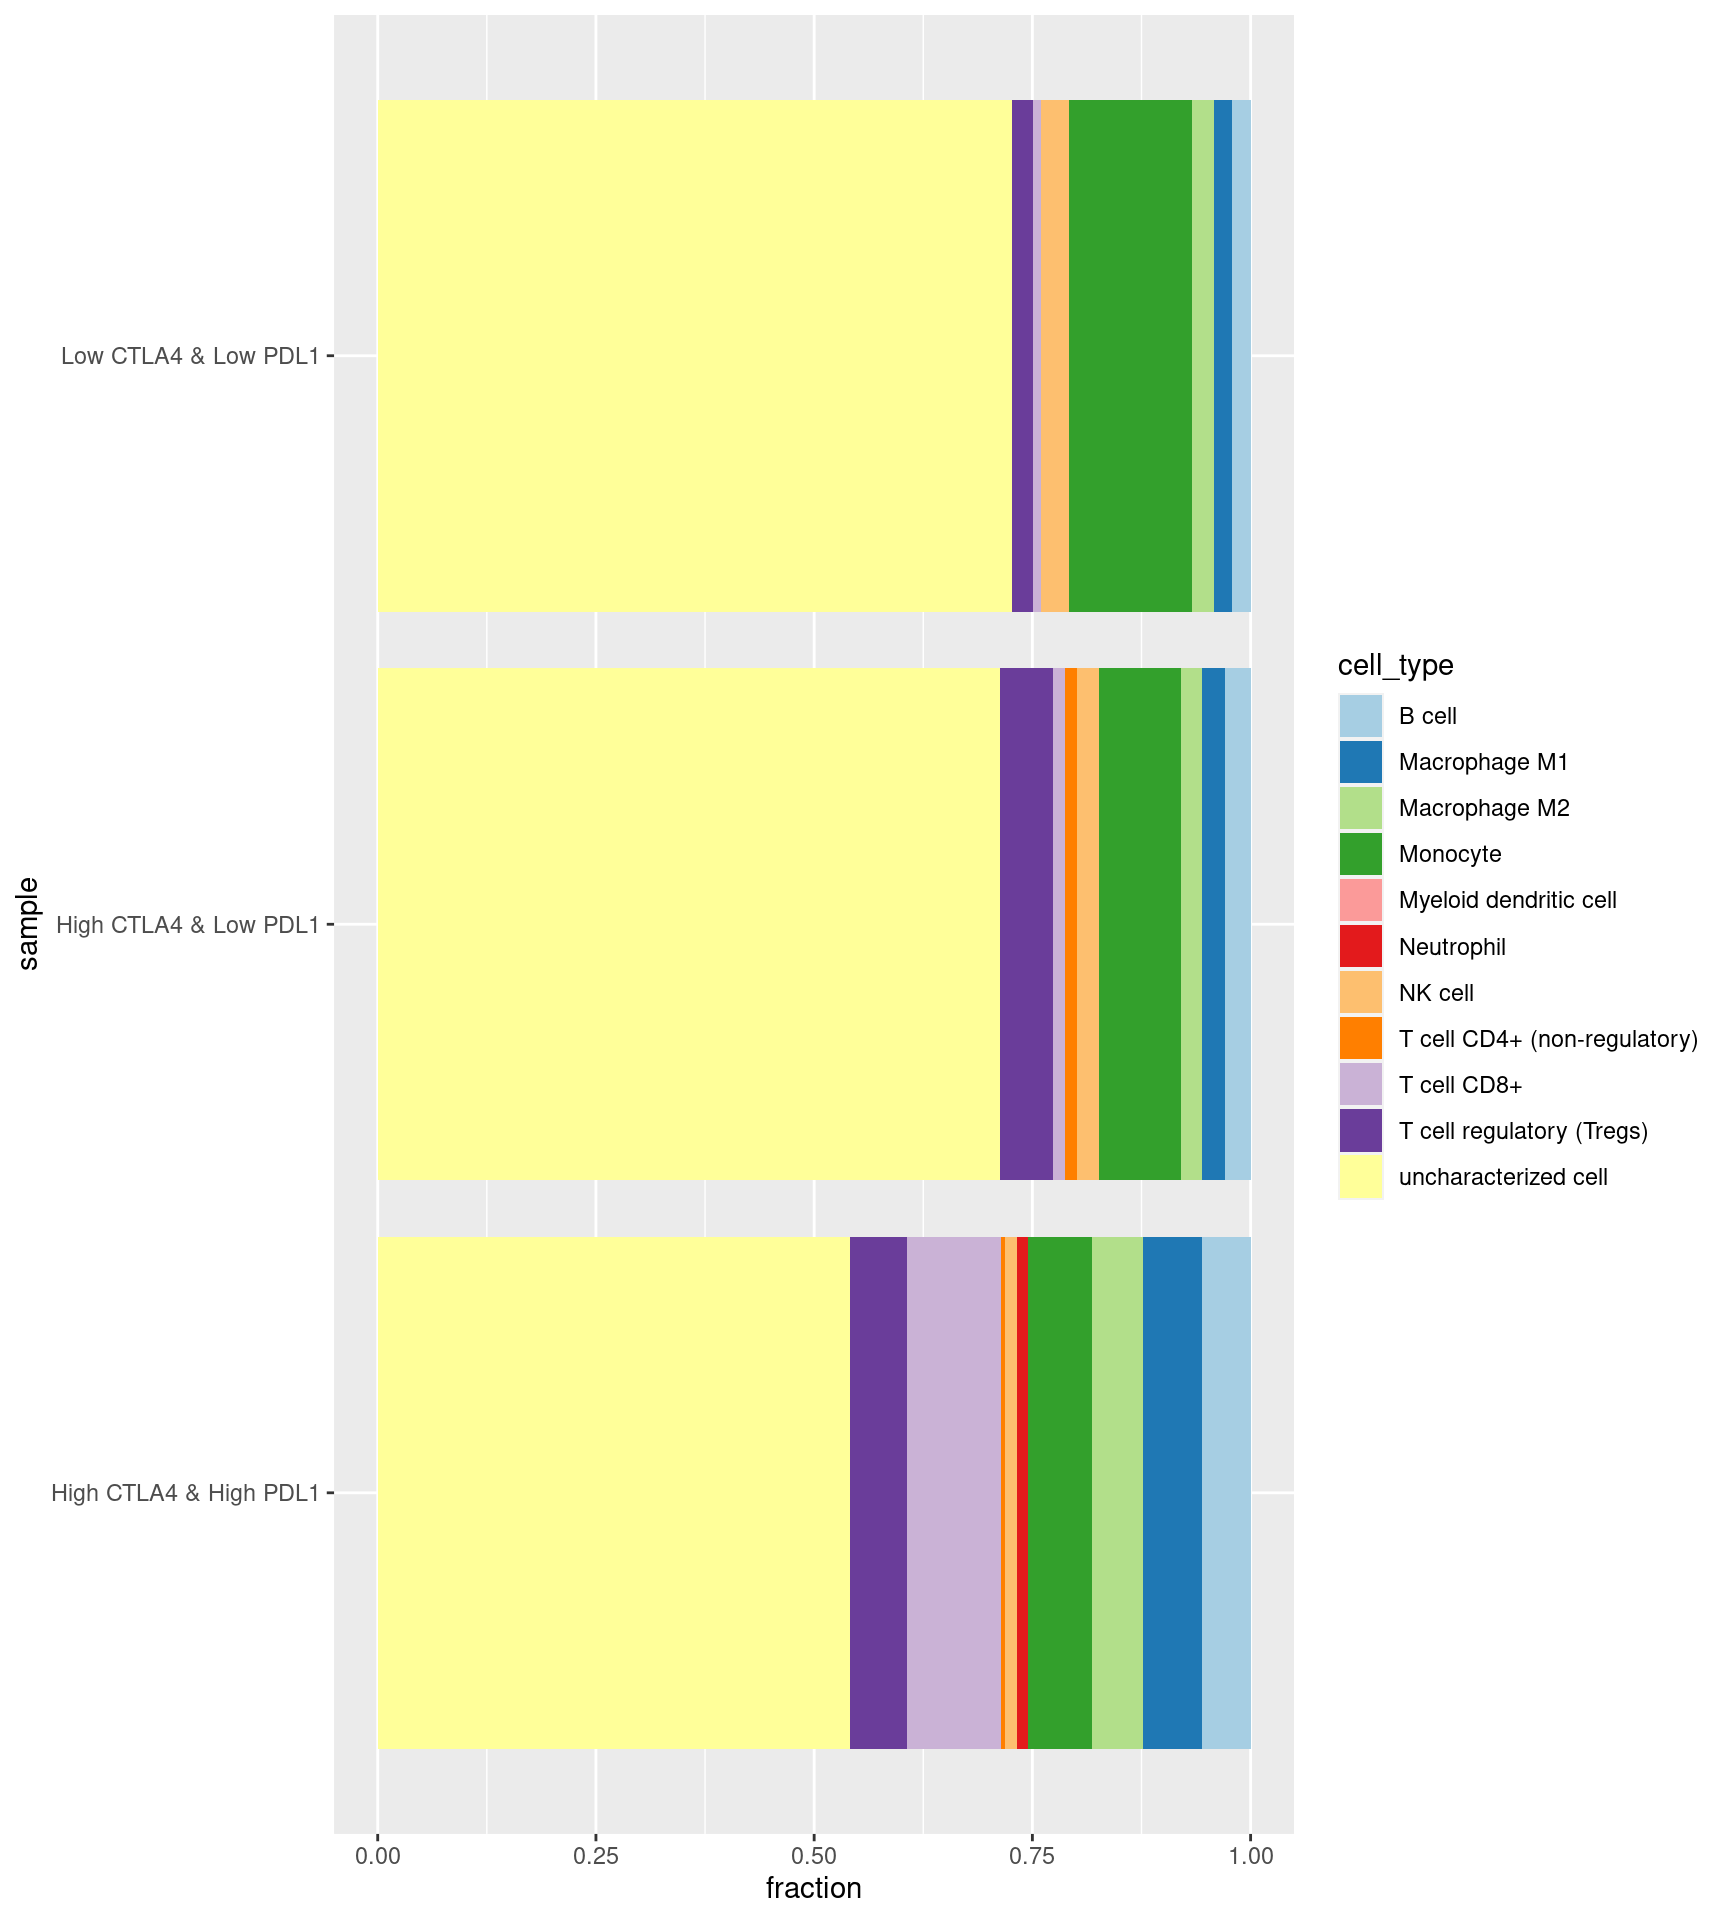 Low CTLA4 & Low PDL1
High CTLA4 & Low PDL1
High CTLA4 & High PDL1
sample
0.00 0.25 0.50 0.75 1.00
fraction
cell_type
B cell
Macrophage M1
Macrophage M2
Monocyte
Myeloid dendritic cell
Neutrophil
NK cell
T cell CD4+ (non-regulatory)
T cell CD8+
T cell regulatory (Tregs)
uncharacterized cell